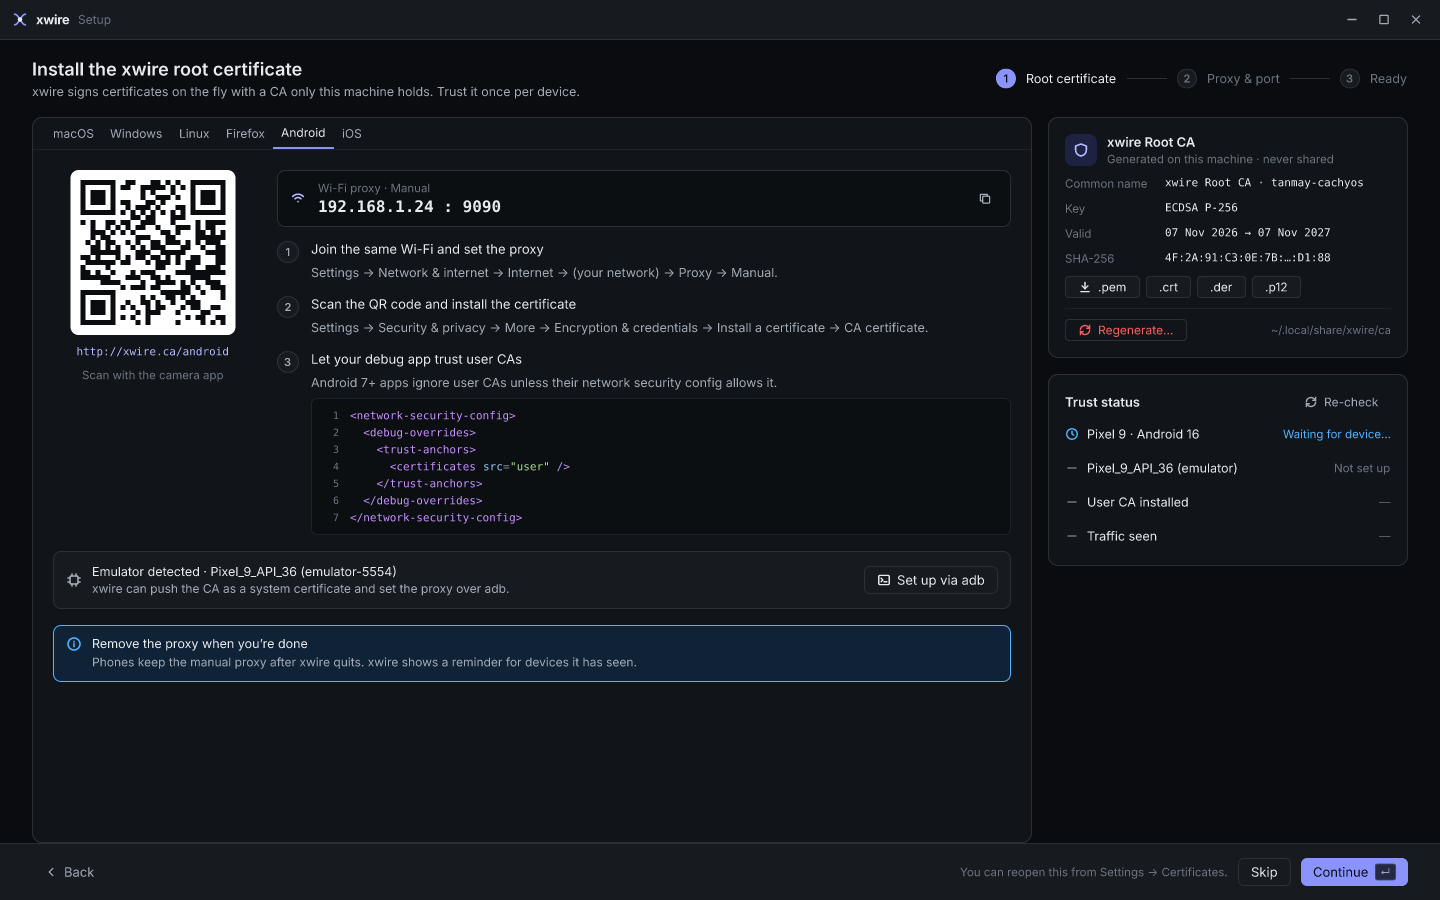 xwire Setup
Install the xwire root certificate
xwire signs certificates on the fly with a CA only this machine holds. Trust it once per device.
1 Root certificate 2 Proxy & port 3 Ready
macOS Windows Linux Firefox Android iOS
http://xwire.ca/android
Scan with the camera app
Wi-Fi proxy · Manual
192.168.1.24 : 9090
1 Join the same Wi-Fi and set the proxy
Settings → Network & internet → Internet → (your network) → Proxy → Manual.
2 Scan the QR code and install the certificate
Settings → Security & privacy → More → Encryption & credentials → Install a certificate → CA certificate.
3 Let your debug app trust user CAs
Android 7+ apps ignore user CAs unless their network security config allows it.
1 <network-security-config>
2 <debug-overrides>
3 <trust-anchors>
4 <certificates src="user" />
5 </trust-anchors>
6 </debug-overrides>
7 </network-security-config>
Emulator detected · Pixel_9_API_36 (emulator-5554)
xwire can push the CA as a system certificate and set the proxy over adb.
Set up via adb
Remove the proxy when you're done
Phones keep the manual proxy after xwire quits. xwire shows a reminder for devices it has seen.
xwire Root CA
Generated on this machine · never shared
Common name xwire Root CA · tanmay-cachyos
Key ECDSA P-256
Valid 07 Nov 2026 → 07 Nov 2027
SHA-256 4F:2A:91:C3:0E:7B:…:D1:88
.pem .crt .der .p12
Regenerate… ~/.local/share/xwire/ca
Trust status Re-check
Pixel 9 · Android 16 Waiting for device…
Pixel_9_API_36 (emulator) Not set up
User CA installed —
Traffic seen —
Back
You can reopen this from Settings → Certificates.
Skip
Continue ↵